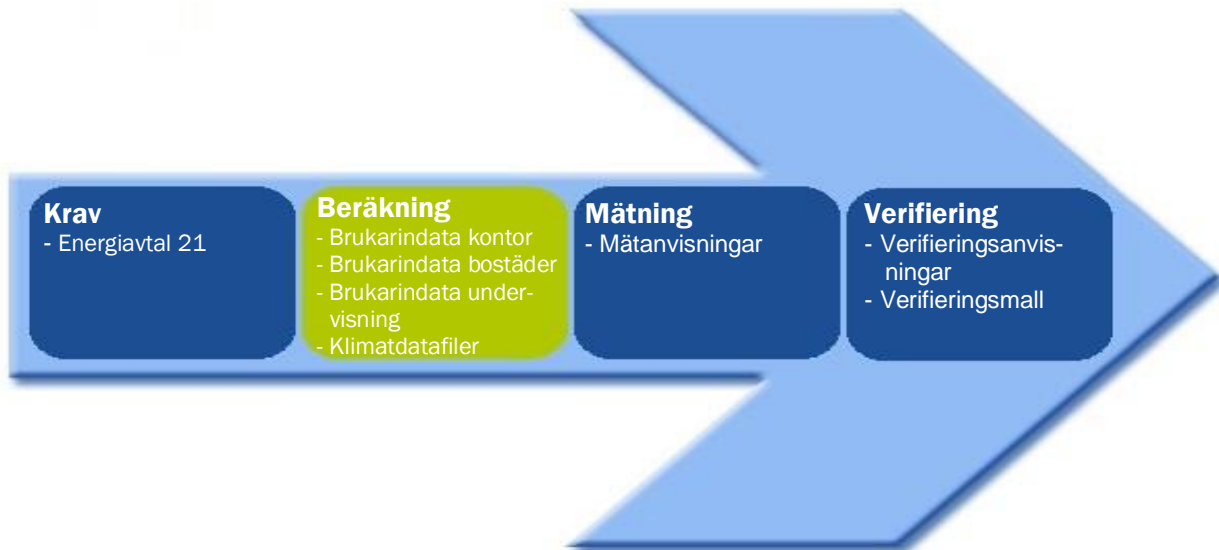 Krav
- Energiavtal 21
Beräkning
- Brukarindata kontor
- Brukarindata bostäder
- Brukarindata under-
visning
- Klimatdatafiler
Mätning
- Mätanvisningar
Verifiering
- Verifieringsanvis-
ningar
- Verifieringsmall